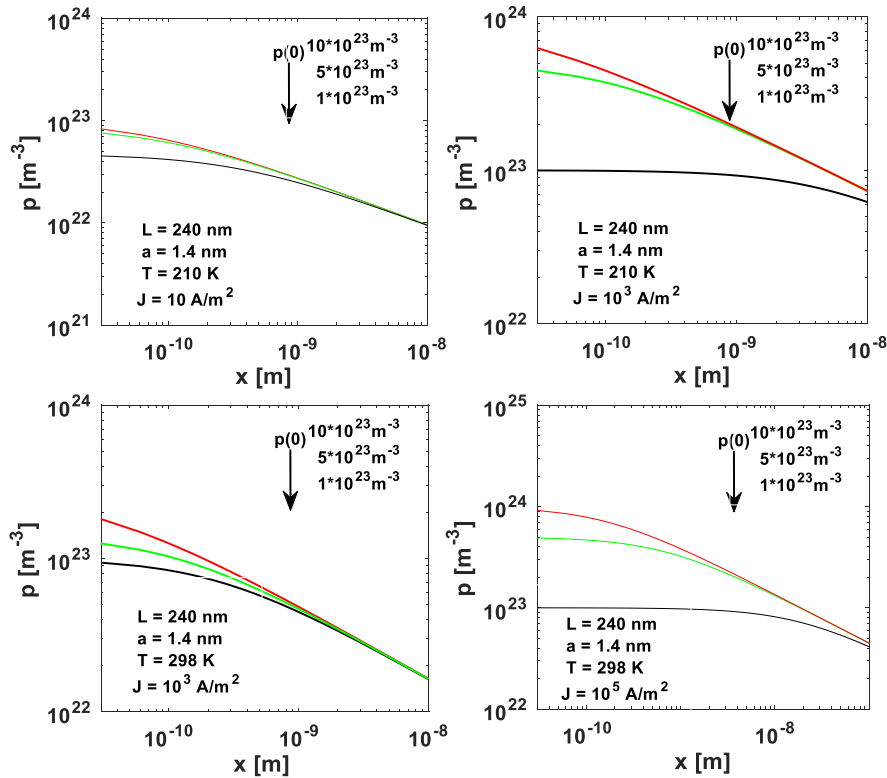 10^24
10^23
10^22
10^21
p [m^-3]
p(0) 10*10^23 m^-3
5*10^23 m^-3
1*10^23 m^-3
L = 240 nm
a = 1.4 nm
T = 210 K
J = 10 A/m^2
10^-10
10^-9
10^-8
x [m]
10^24
10^23
10^22
p [m^-3]
p(0) 10*10^23 m^-3
5*10^23 m^-3
1*10^23 m^-3
L = 240 nm
a = 1.4 nm
T = 210 K
J = 10^3 A/m^2
10^-10
10^-9
10^-8
x [m]
10^24
10^23
10^22
p [m^-3]
p(0) 10*10^23 m^-3
5*10^23 m^-3
1*10^23 m^-3
L = 240 nm
a = 1.4 nm
T = 298 K
J = 10^3 A/m^2
10^-10
10^-9
10^-8
x [m]
10^25
10^24
10^23
10^22
p [m^-3]
p(0) 10*10^23 m^-3
5*10^23 m^-3
1*10^23 m^-3
L = 240 nm
a = 1.4 nm
T = 298 K
J = 10^5 A/m^2
10^-10
10^-8
x [m]